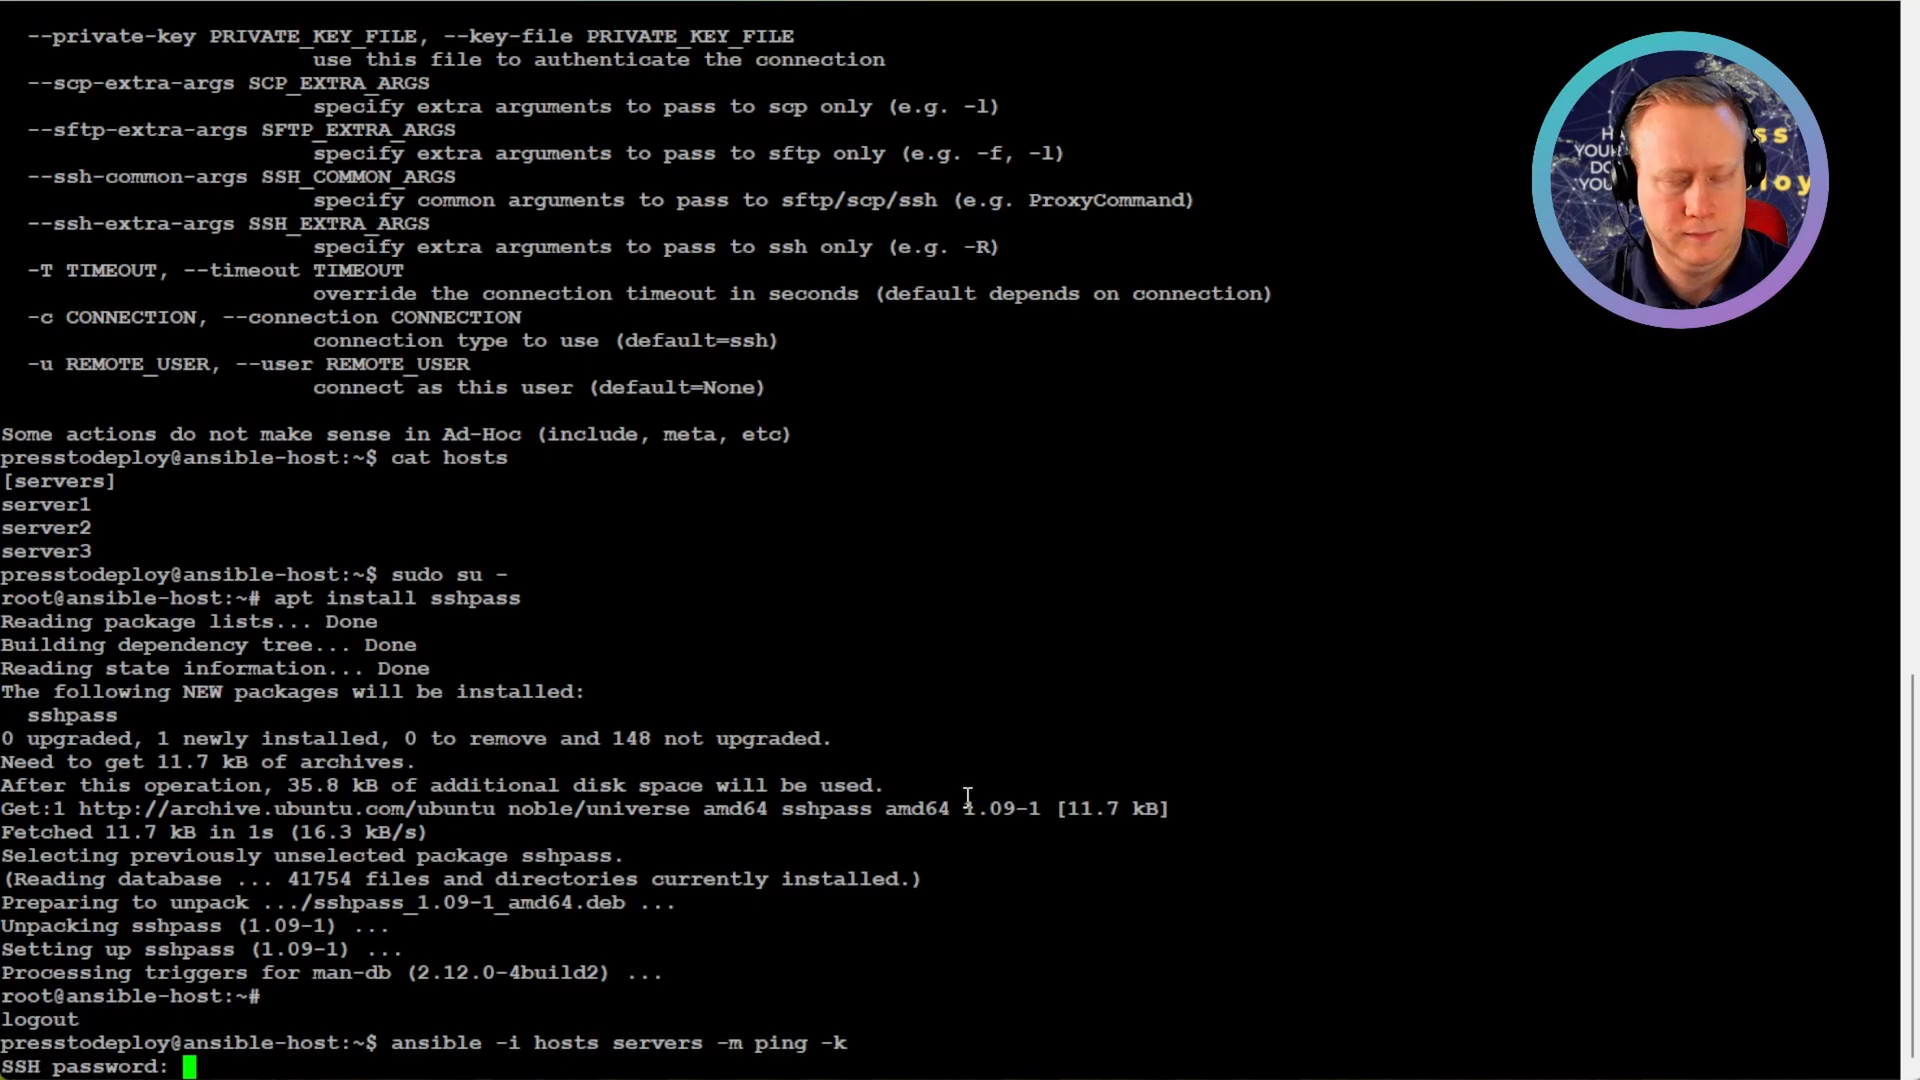 --private-key PRIVATE_KEY_FILE, --key-file PRIVATE_KEY_FILE
use this file to authenticate the connection
--scp-extra-args SCP_EXTRA_ARGS
specify extra arguments to pass to scp only (e.g. -l)
--sftp-extra-args SFTP_EXTRA_ARGS
specify extra arguments to pass to sftp only (e.g. -f, -l)
--ssh-common-args SSH_COMMON_ARGS
specify common arguments to pass to sftp/scp/ssh (e.g. ProxyCommand)
--ssh-extra-args SSH_EXTRA_ARGS
specify extra arguments to pass to ssh only (e.g. -R)
-T TIMEOUT, --timeout TIMEOUT
override the connection timeout in seconds (default depends on connection)
-c CONNECTION, --connection CONNECTION
connection type to use (default=ssh)
-u REMOTE_USER, --user REMOTE_USER
connect as this user (default=None)
Some actions do not make sense in Ad-Hoc (include, meta, etc)
presstodeploy@ansible-host:~$ cat hosts
[servers]
server1
server2
server3
presstodeploy@ansible-host:~$ sudo su -
root@ansible-host:~# apt install sshpass
Reading package lists... Done
Building dependency tree... Done
Reading state information... Done
The following NEW packages will be installed:
sshpass
0 upgraded, 1 newly installed, 0 to remove and 148 not upgraded.
Need to get 11.7 kB of archives.
After this operation, 35.8 kB of additional disk space will be used.
Get:1 http://archive.ubuntu.com/ubuntu noble/universe amd64 sshpass amd64 1.09-1 [11.7 kB]
Fetched 11.7 kB in 1s (16.3 kB/s)
Selecting previously unselected package sshpass.
(Reading database ... 41754 files and directories currently installed.)
Preparing to unpack .../sshpass_1.09-1_amd64.deb ...
Unpacking sshpass (1.09-1) ...
Setting up sshpass (1.09-1) ...
Processing triggers for man-db (2.12.0-4build2) ...
root@ansible-host:~#
logout
presstodeploy@ansible-host:~$ ansible -i hosts servers -m ping -k
SSH password: